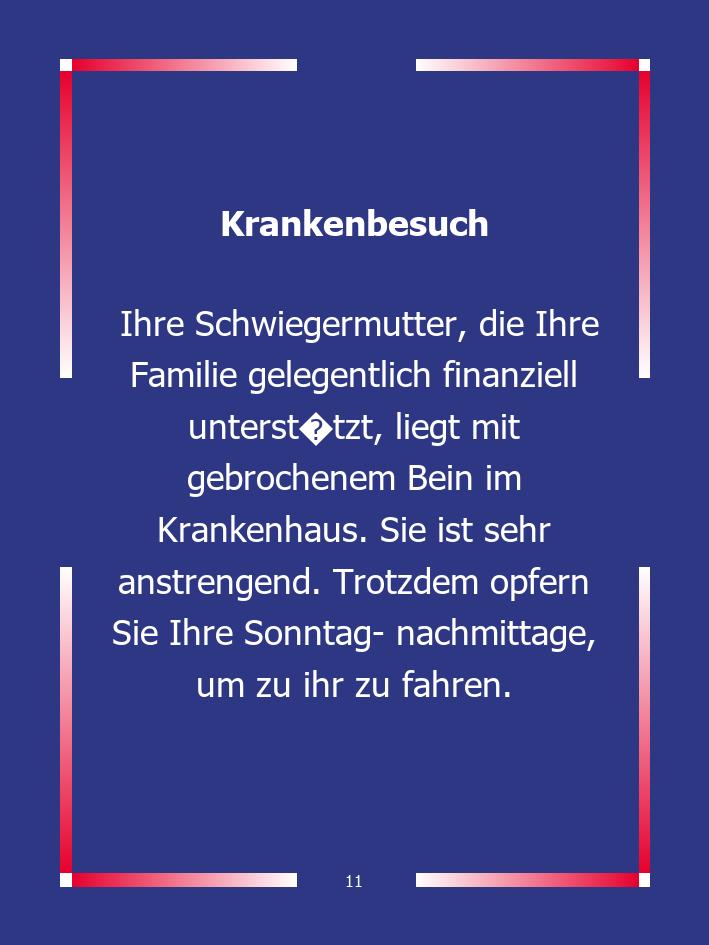 Krankenbesuch
Ihre Schwiegermutter, die Ihre
Familie gelegentlich finanziell
unterst�tzt, liegt mit
gebrochenem Bein im
Krankenhaus. Sie ist sehr
anstrengend. Trotzdem opfern
Sie Ihre Sonntag- nachmittage,
um zu ihr zu fahren.
11